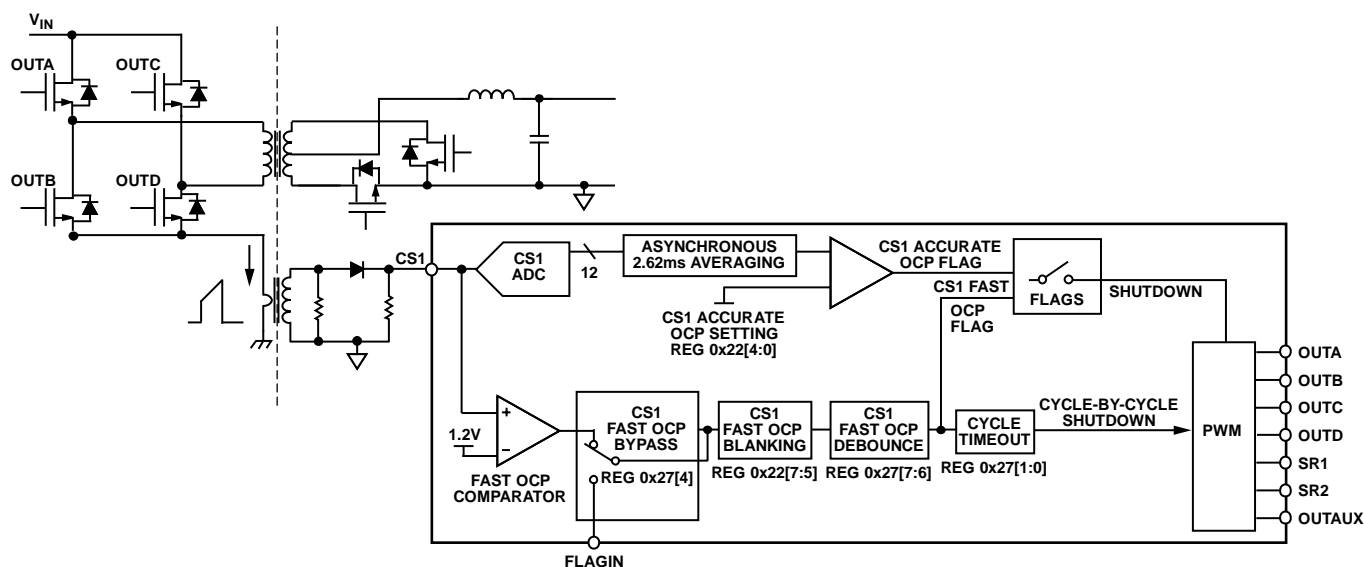 VIN
OUTA
OUTC
OUTB
OUTD
CS1
CS1
ADC
12
ASYNCHRONOUS
2.62ms AVERAGING
CS1 ACCURATE
OCP SETTING
REG 0x22[4:0]
CS1 ACCURATE
OCP FLAG
CS1 FAST
OCP
FLAG
FLAGS
SHUTDOWN
1.2V
+
–
FAST OCP
COMPARATOR
CS1
FAST OCP
BYPASS
REG 0x27[4]
FLAGIN
CS1
FAST OCP
BLANKING
REG 0x22[7:5]
CS1
FAST OCP
DEBOUNCE
REG 0x27[7:6]
CYCLE
TIMEOUT
REG 0x27[1:0]
CYCLE-BY-CYCLE
SHUTDOWN
PWM
OUTA
OUTB
OUTC
OUTD
SR1
SR2
OUTAUX